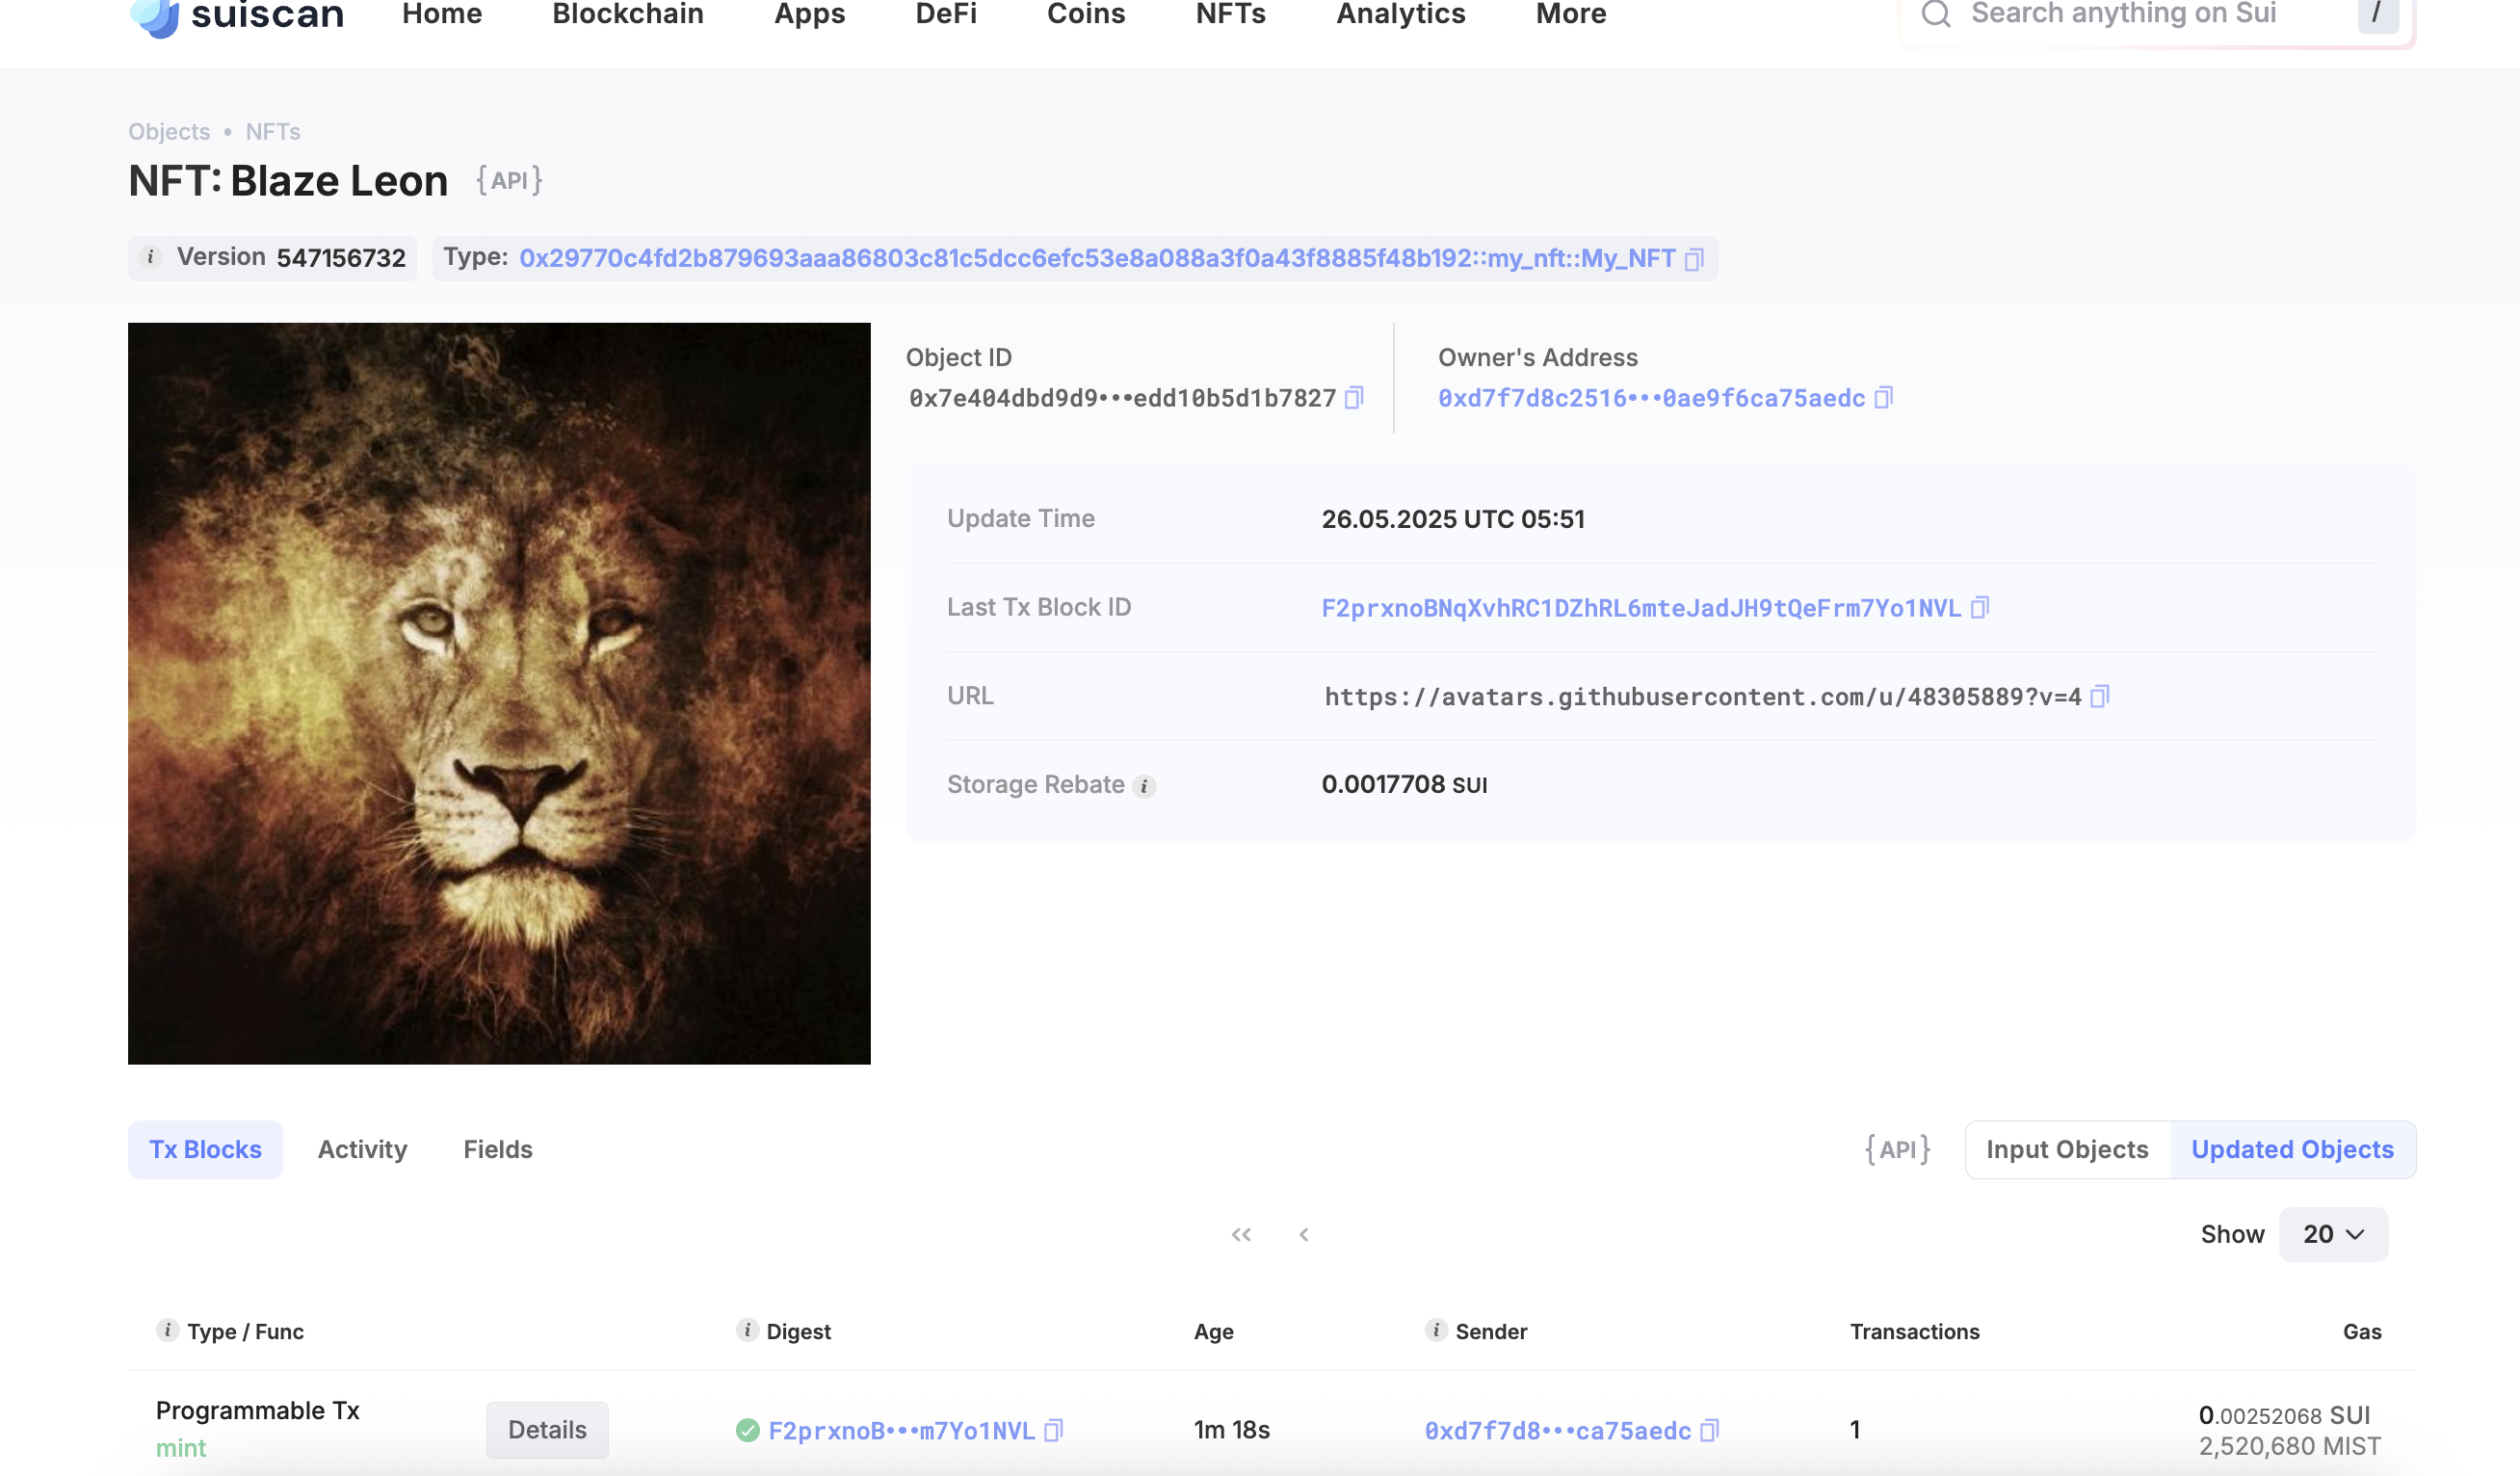 suiscan Home Blockchain Apps DeFi Coins NFTs Analytics More Search anything on Sui /
Objects • NFTs
NFT: Blaze Leon {API}
i Version 547156732 Type: 0x29770c4fd2b879693aaa86803c81c5dcc6efc53e8a088a3f0a43f8885f48b192::my_nft::My_NFT
Object ID
0x7e404dbd9d9•••edd10b5d1b7827
Owner's Address
0xd7f7d8c2516•••0ae9f6ca75aedc
Update Time 26.05.2025 UTC 05:51
Last Tx Block ID F2prxnoBNqXvhRC1DZhRL6mteJadJH9tQeFrm7Yo1NVL
URL https://avatars.githubusercontent.com/u/48305889?v=4
Storage Rebate i 0.0017708 SUI
Tx Blocks Activity Fields {API} Input Objects Updated Objects
Show 20
i Type / Func i Digest Age i Sender Transactions Gas
Programmable Tx
mint
Details F2prxnoB•••m7Yo1NVL 1m 18s 0xd7f7d8•••ca75aedc 1
0.00252068 SUI
2,520,680 MIST